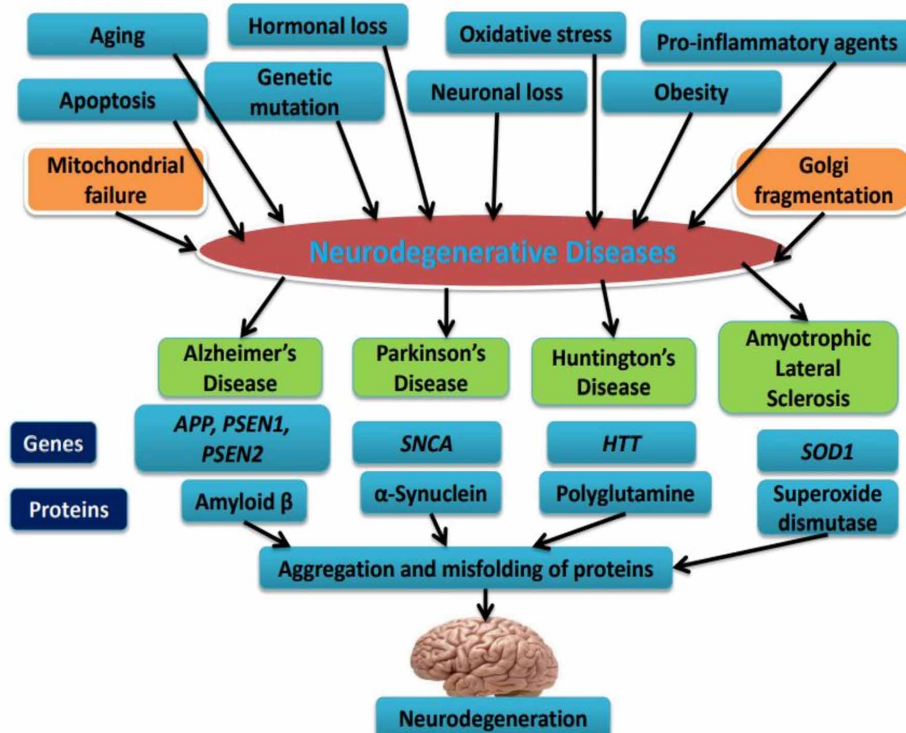 Aging
Hormonal loss
Oxidative stress
Pro-inflammatory agents
Apoptosis
Genetic
mutation
Neuronal loss
Obesity
Mitochondrial
failure
Golgi
fragmentation
Neurodegenerative Diseases
Alzheimer's
Disease
Parkinson's
Disease
Huntington's
Disease
Amyotrophic
Lateral
Sclerosis
Genes
APP, PSEN1,
PSEN2
SNCA
HTT
SOD1
Proteins
Amyloid β
α-Synuclein
Polyglutamine
Superoxide
dismutase
Aggregation and misfolding of proteins
Neurodegeneration